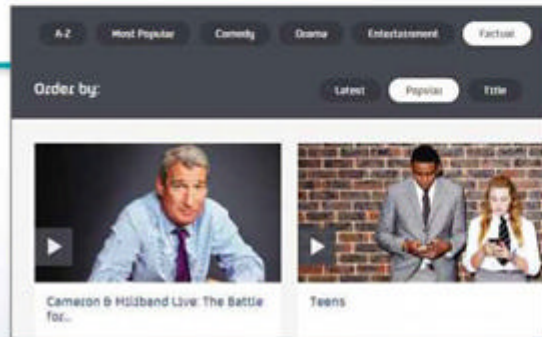 A-Z Most Popular Comedy Drama Entertainment Factual
Order by: Latest Popular Title
Cameron & Miliband Live: The Battle for...
Teens